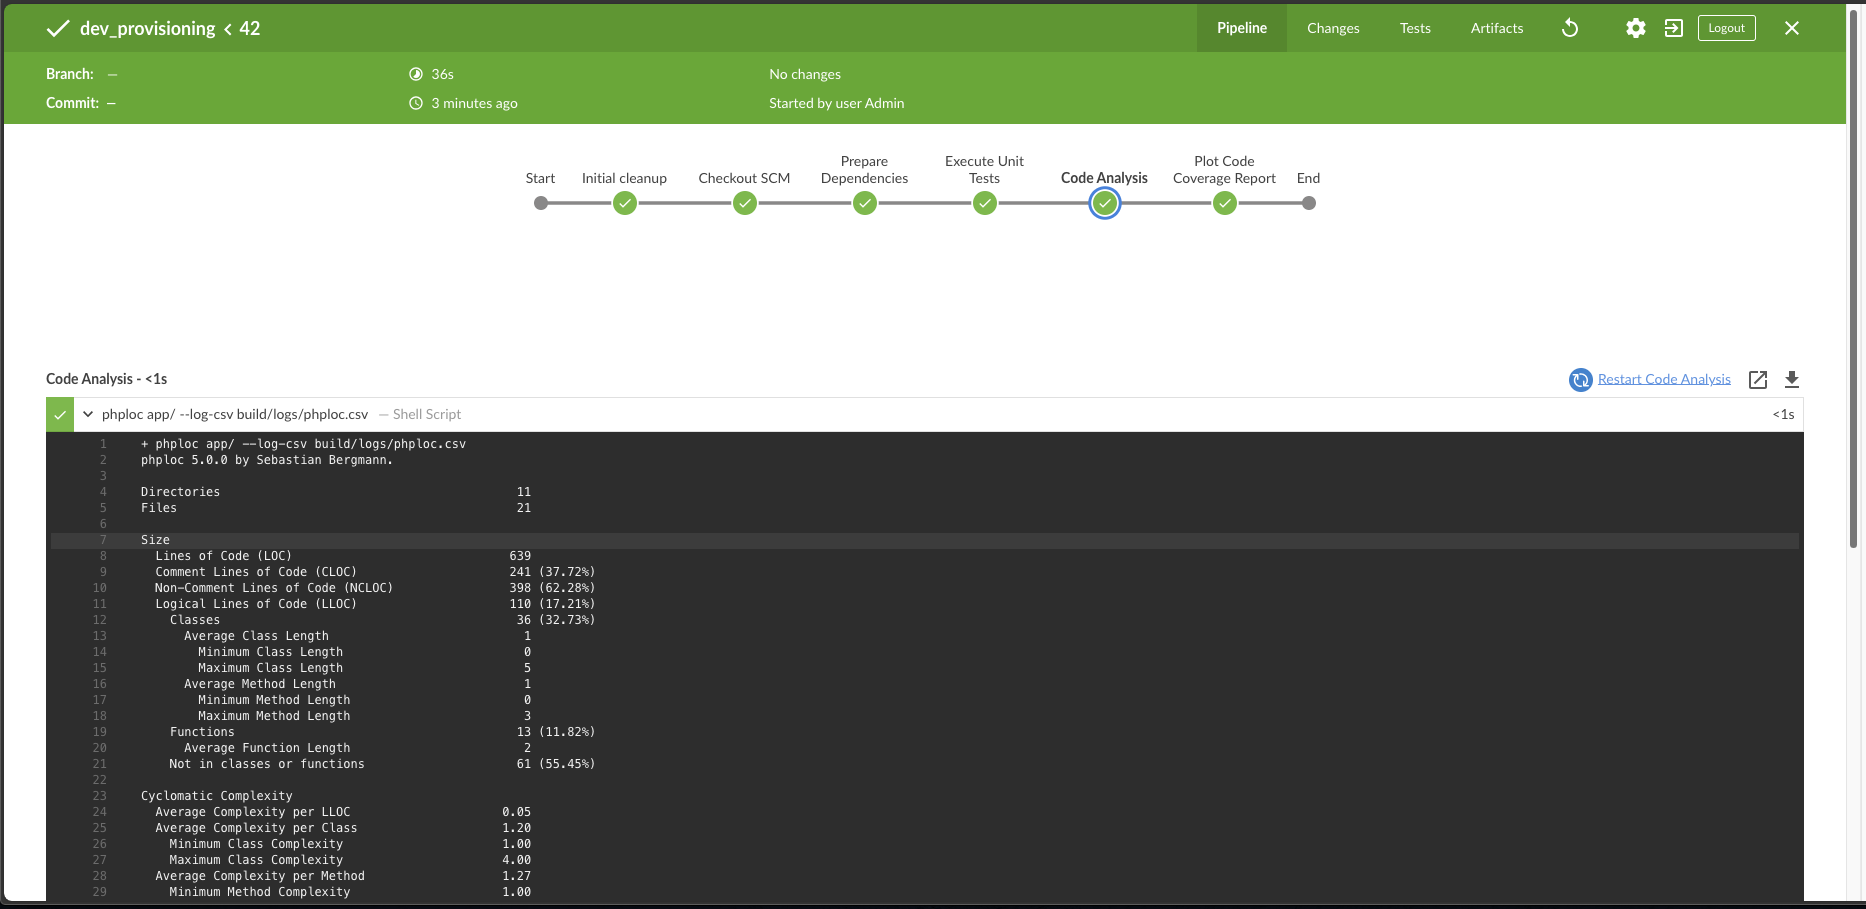 dev_provisioning < 42
Pipeline
Changes
Tests
Artifacts
Logout
Branch: —
36s
No changes
Commit: —
3 minutes ago
Started by user Admin
Start
Initial cleanup
Checkout SCM
Prepare Dependencies
Execute Unit Tests
Code Analysis
Plot Code Coverage Report
End
Code Analysis - <1s
Restart Code Analysis
phploc app/ --log-csv build/logs/phploc.csv — Shell Script
<1s
1 + phploc app/ --log-csv build/logs/phploc.csv
2 phploc 5.0.0 by Sebastian Bergmann.
3
4 Directories 11
5 Files 21
6
7 Size
8 Lines of Code (LOC) 639
9 Comment Lines of Code (CLOC) 241 (37.72%)
10 Non-Comment Lines of Code (NCLOC) 398 (62.28%)
11 Logical Lines of Code (LLOC) 110 (17.21%)
12 Classes 36 (32.73%)
13 Average Class Length 1
14 Minimum Class Length 0
15 Maximum Class Length 5
16 Average Method Length 1
17 Minimum Method Length 0
18 Maximum Method Length 3
19 Functions 13 (11.82%)
20 Average Function Length 2
21 Not in classes or functions 61 (55.45%)
22
23 Cyclomatic Complexity
24 Average Complexity per LLOC 0.05
25 Average Complexity per Class 1.20
26 Minimum Class Complexity 1.00
27 Maximum Class Complexity 4.00
28 Average Complexity per Method 1.27
29 Minimum Method Complexity 1.00